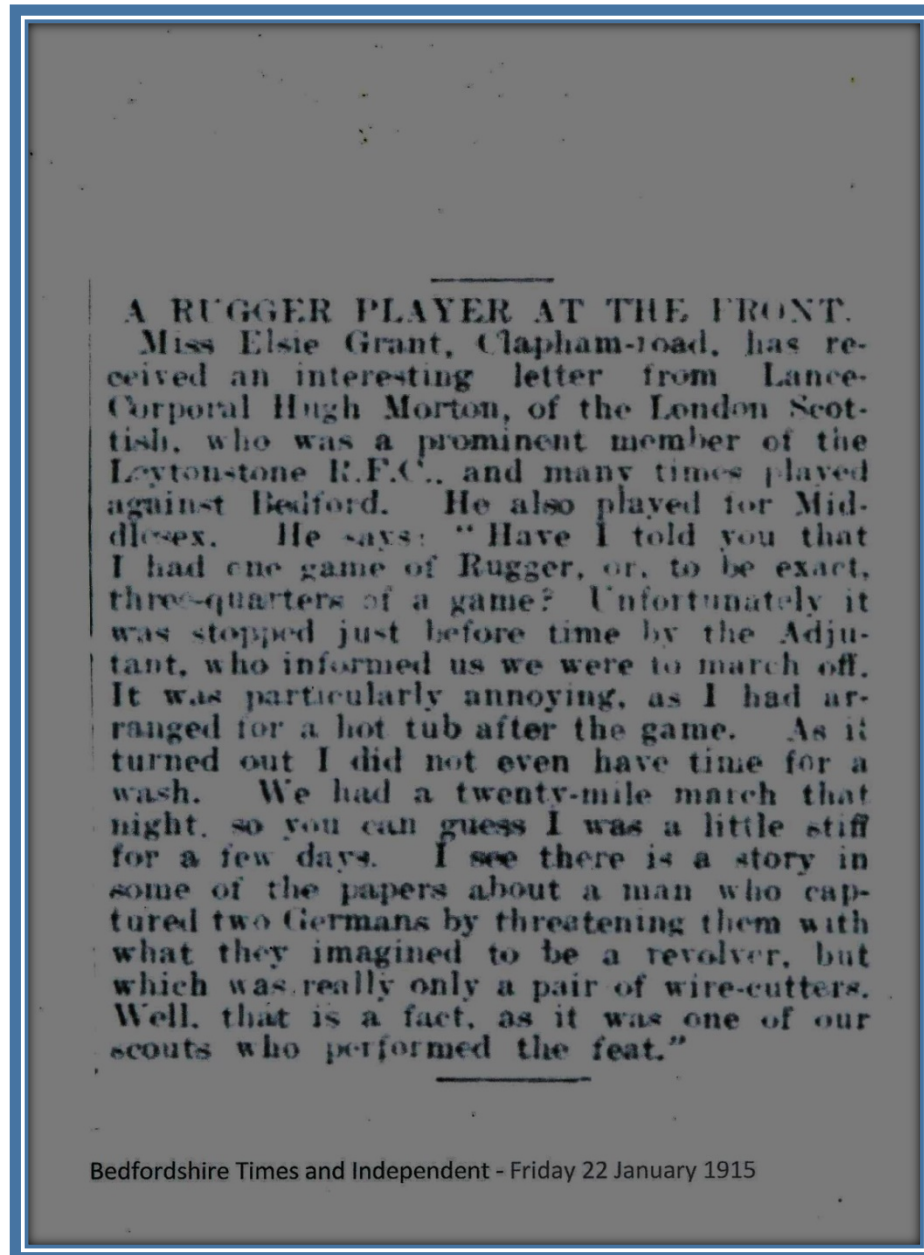 A RUGGER PLAYER AT THE FRONT.
Miss Elsie Grant, Clapham-road, has re-
ceived an interesting letter from Lance-
Corporal Hugh Morton, of the London Scot-
tish, who was a prominent member of the
Leytonstone R.F.C., and many times played
against Bedford. He also played for Mid-
dlesex. He says: "Have I told you that
I had one game of Rugger, or, to be exact,
three-quarters of a game? Unfortunately it
was stopped just before time by the Adju-
tant, who informed us we were to march off.
It was particularly annoying, as I had ar-
ranged for a hot tub after the game. As it
turned out I did not even have time for a
wash. We had a twenty-mile march that
night, so you can guess I was a little stiff
for a few days. I see there is a story in
some of the papers about a man who cap-
tured two Germans by threatening them with
what they imagined to be a revolver, but
which was really only a pair of wire-cutters.
Well, that is a fact, as it was one of our
scouts who performed the feat."
Bedfordshire Times and Independent - Friday 22 January 1915